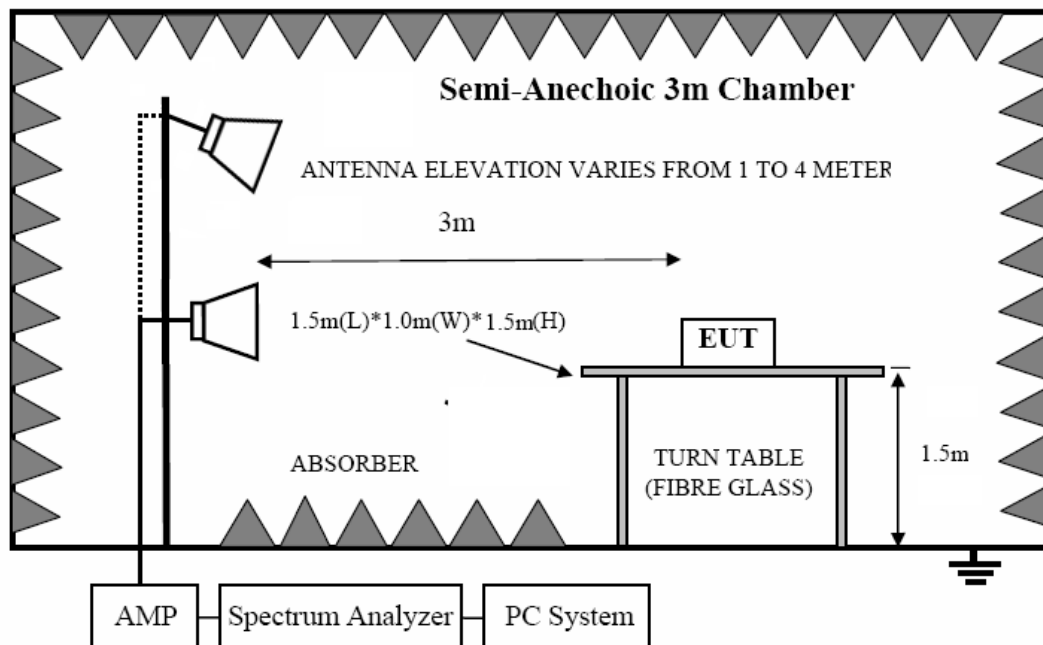 Semi-Anechoic 3m Chamber
ANTENNA ELEVATION VARIES FROM 1 TO 4 METER
3m
1.5m(L)*1.0m(W)*1.5m(H)
EUT
ABSORBER
TURN TABLE
(FIBRE GLASS)
1.5m
AMP
Spectrum Analyzer
PC System